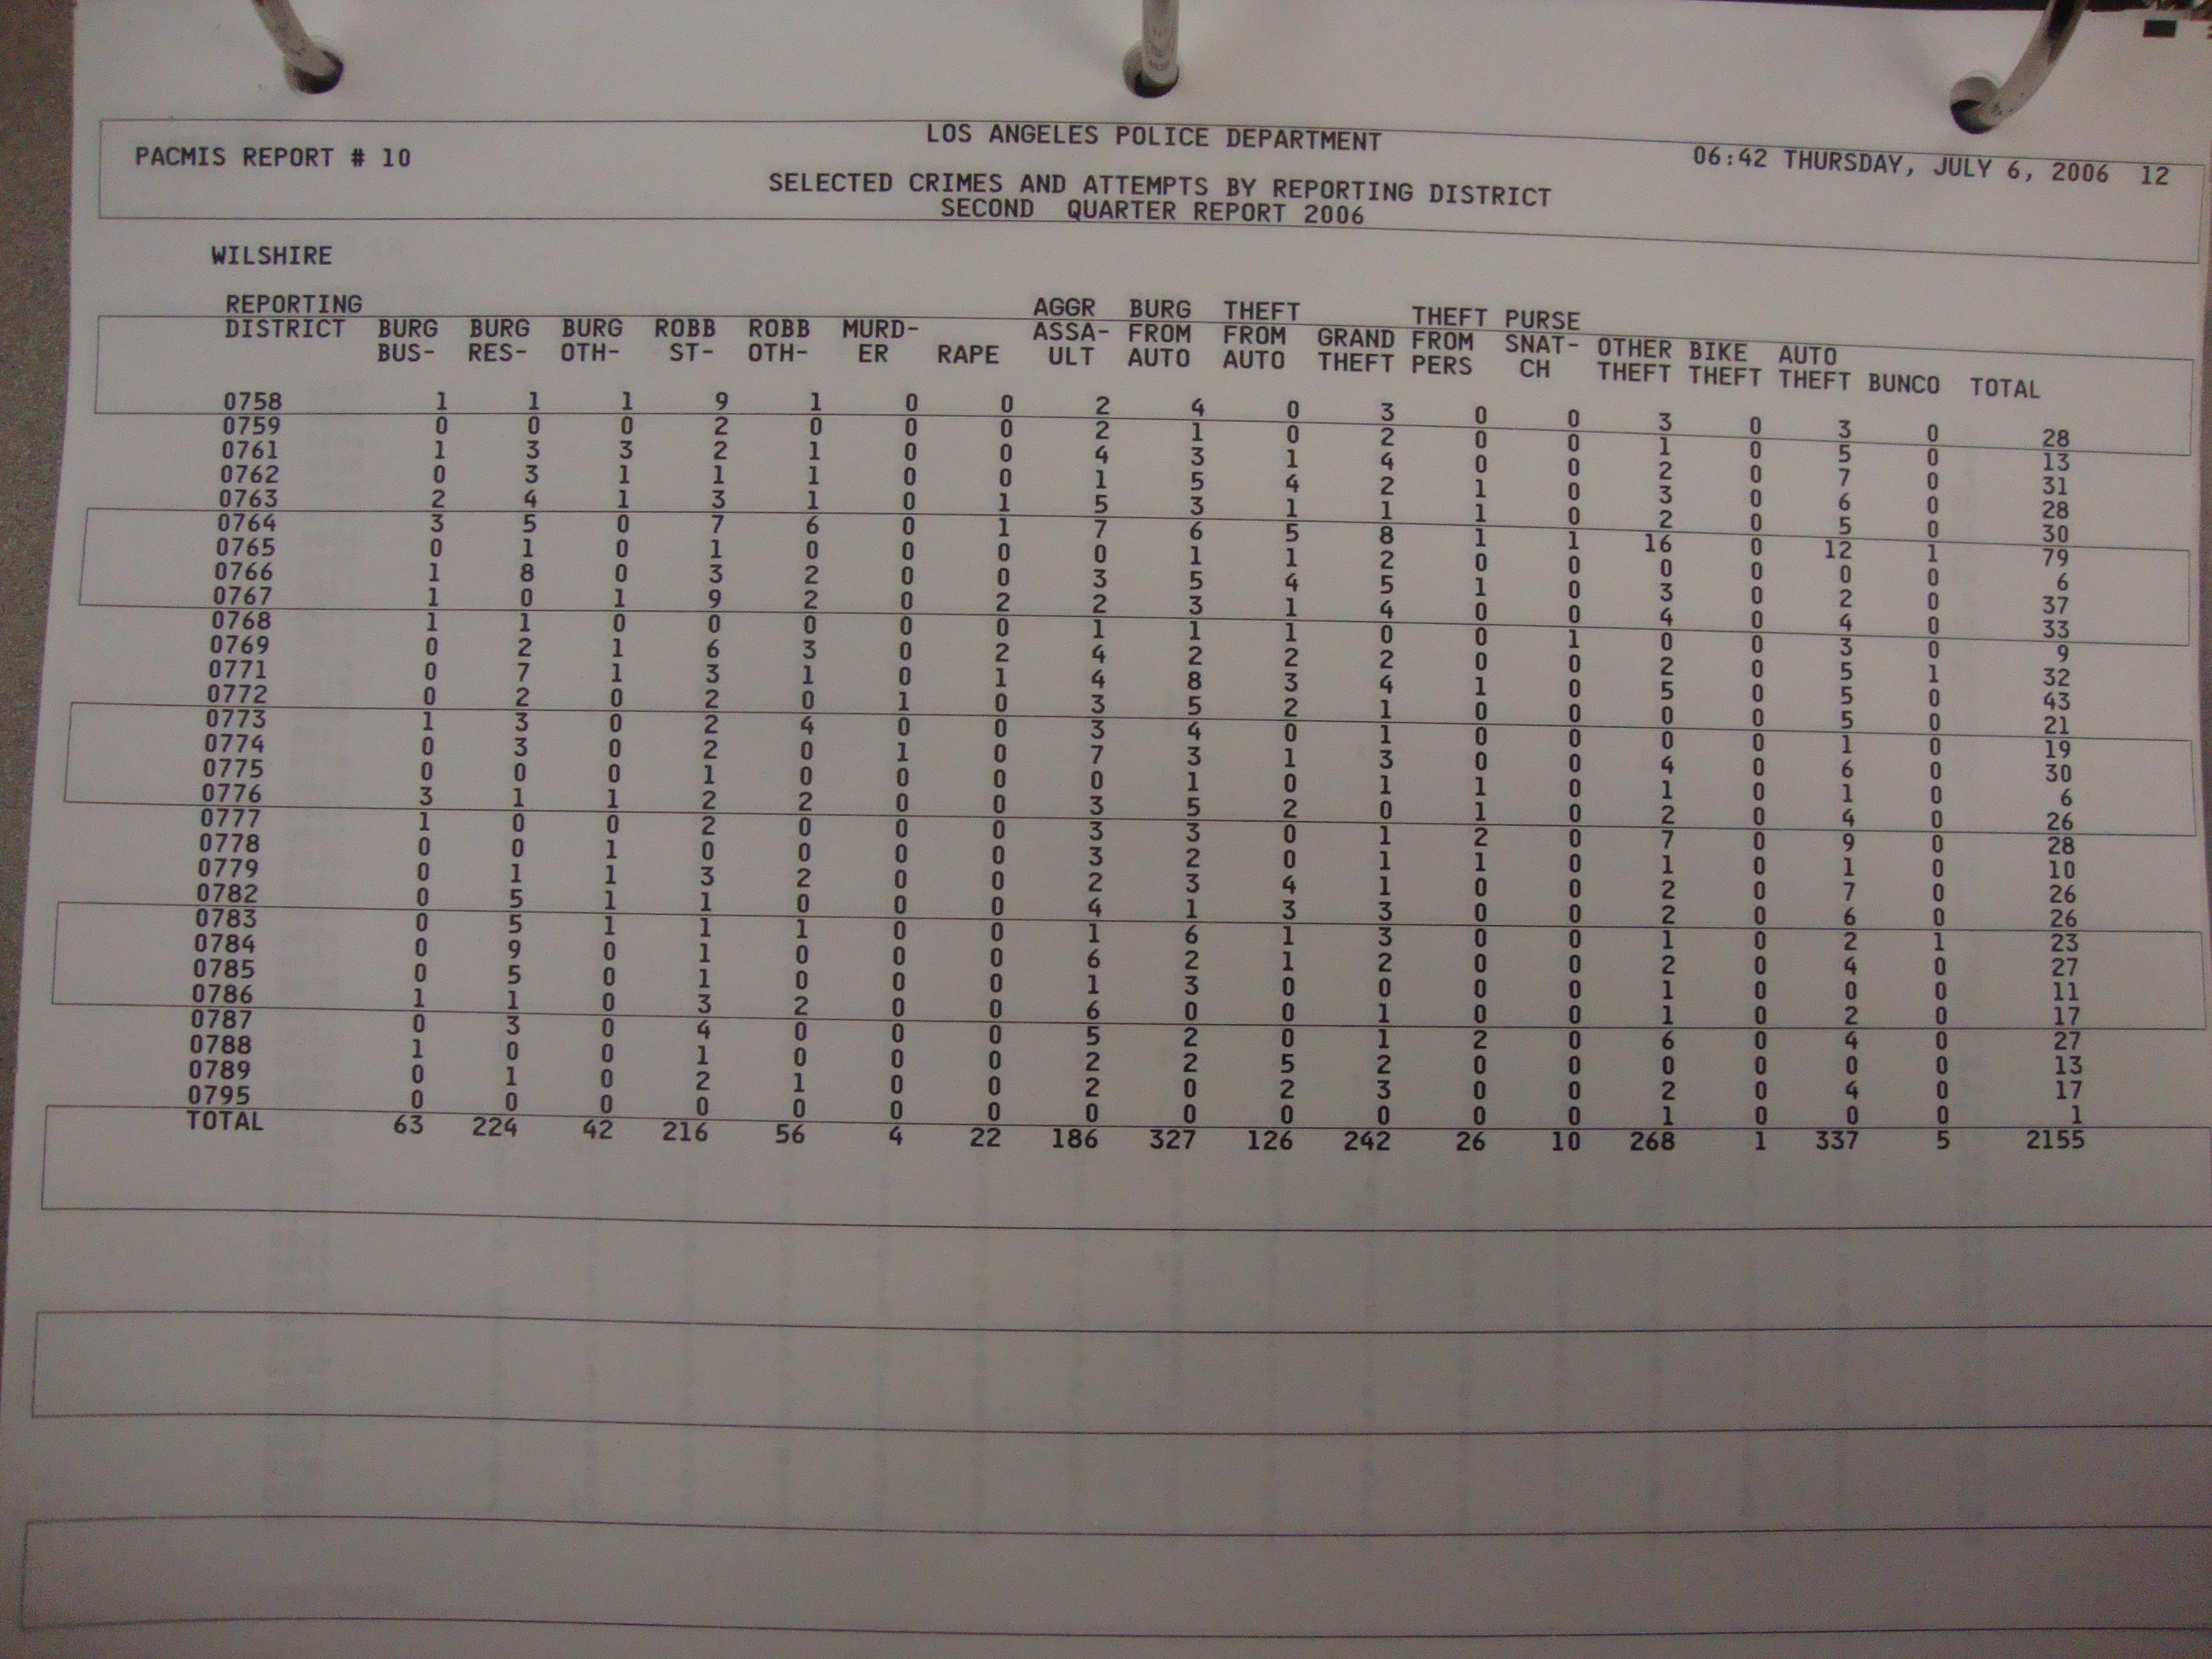 LOS ANGELES POLICE DEPARTMENT
PACMIS REPORT # 10 06:42 THURSDAY, JULY 6, 2006 12
SELECTED CRIMES AND ATTEMPTS BY REPORTING DISTRICT
SECOND QUARTER REPORT 2006
WILSHIRE
REPORTING AGGR BURG THEFT THEFT PURSE
DISTRICT BURG BURG BURG ROBB ROBB MURD- ASSA- FROM FROM GRAND FROM SNAT- OTHER BIKE AUTO
BUS- RES- OTH- ST- OTH- ER RAPE ULT AUTO AUTO THEFT PERS CH THEFT THEFT THEFT BUNCO TOTAL
0758 1 1 1 9 1 0 0 2 4 0 3 0 0 3 0 3 0 28
0759 0 0 0 2 0 0 0 2 1 0 2 0 0 1 0 5 0 13
0761 1 3 3 2 1 0 0 4 3 1 4 0 0 2 0 7 0 31
0762 0 3 1 1 1 0 0 1 5 4 2 1 0 3 0 6 0 28
0763 2 4 1 3 1 0 1 5 3 1 1 1 0 2 0 5 0 30
0764 3 5 0 7 6 0 1 7 6 5 8 1 1 16 0 12 1 79
0765 0 1 0 1 0 0 0 0 1 1 2 0 0 0 0 0 0 6
0766 1 8 0 3 2 0 0 3 5 4 5 1 0 3 0 2 0 37
0767 1 0 1 9 2 0 2 2 3 1 4 0 0 4 0 4 0 33
0768 1 1 0 0 0 0 0 1 1 1 0 0 1 0 0 3 0 9
0769 0 2 1 6 3 0 2 4 2 2 2 0 0 2 0 5 1 32
0771 0 7 1 3 1 0 1 4 8 3 4 1 0 5 0 5 0 43
0772 0 2 0 2 0 1 0 3 5 2 1 0 0 0 0 5 0 21
0773 1 3 0 2 4 0 0 3 4 0 1 0 0 0 0 1 0 19
0774 0 3 0 2 0 1 0 7 3 1 3 0 0 4 0 6 0 30
0775 0 0 0 1 0 0 0 0 1 0 1 1 0 1 0 1 0 6
0776 3 1 1 2 2 0 0 3 5 2 0 1 0 2 0 4 0 26
0777 1 0 0 2 0 0 0 3 3 0 1 2 0 7 0 9 0 28
0778 0 0 1 0 0 0 0 3 2 0 1 1 0 1 0 1 0 10
0779 0 1 1 3 2 0 0 2 3 4 1 0 0 2 0 7 0 26
0782 0 5 1 1 0 0 0 4 1 3 3 0 0 2 0 6 0 26
0783 0 5 1 1 1 0 0 1 6 1 3 0 0 1 0 2 1 23
0784 0 9 0 1 0 0 0 6 2 1 2 0 0 2 0 4 0 27
0785 0 5 0 1 0 0 0 1 3 0 0 0 0 1 0 0 0 11
0786 1 1 0 3 2 0 0 6 0 0 1 0 0 1 0 2 0 17
0787 0 3 0 4 0 0 0 5 2 0 1 2 0 6 0 4 0 27
0788 1 0 0 1 0 0 0 2 2 5 2 0 0 0 0 0 0 13
0789 0 1 0 2 1 0 0 2 0 2 3 0 0 2 0 4 0 17
0795 0 0 0 0 0 0 0 0 0 0 0 0 0 1 0 0 0 1
TOTAL 63 224 42 216 56 4 22 186 327 126 242 26 10 268 1 337 5 2155